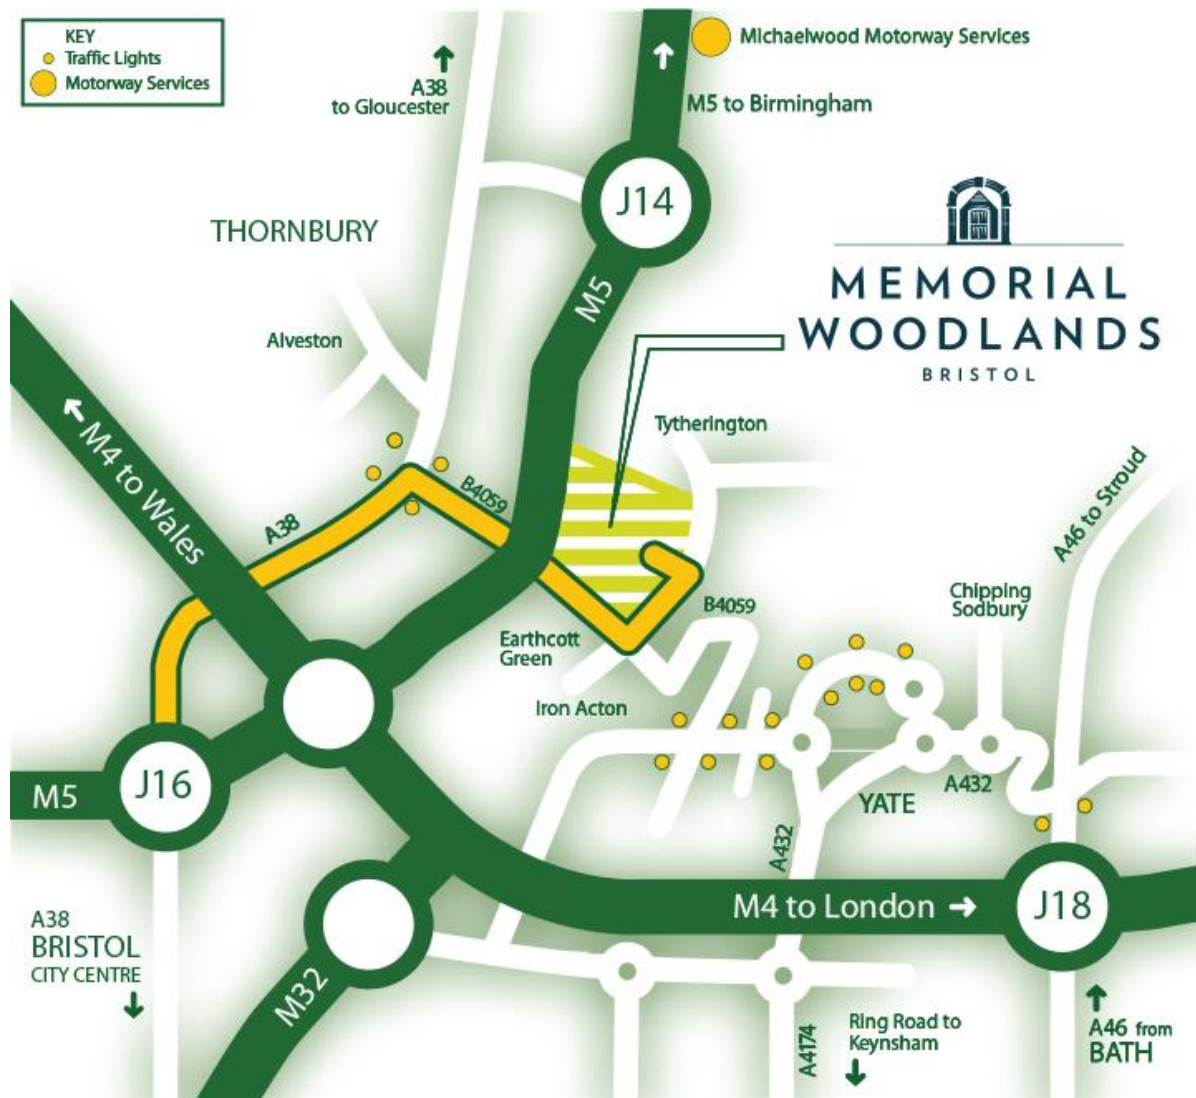 KEY
Traffic Lights
Motorway Services
A38
to Gloucester
Michaelwood Motorway Services
M5 to Birmingham
J14
THORNBURY
M5
MEMORIAL
WOODLANDS
BRISTOL
Alveston
Tytherington
M4 to Wales
A38
B4059
A46 to Stroud
Chipping
Sodbury
B4059
Earthcott
Green
Iron Acton
M5
J16
A432
YATE
A432
M4 to London
J18
A38
BRISTOL
CITY CENTRE
M32
A4174
Ring Road to
Keynsham
A46 from
BATH